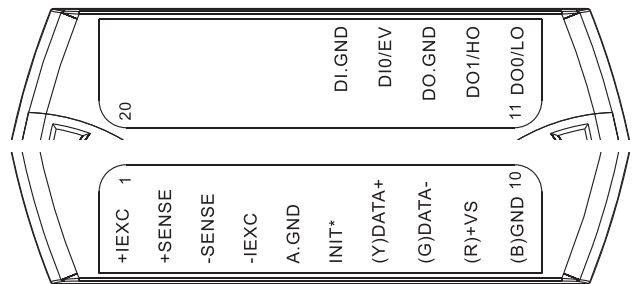 DI.GND
DI0/EV
DO.GND
DO1/HO
DO0/LO
20
11
1
10
+IEXC
+SENSE
-SENSE
-IEXC
A.GND
INIT*
(Y)DATA+
(G)DATA-
(R)+VS
(B)GND